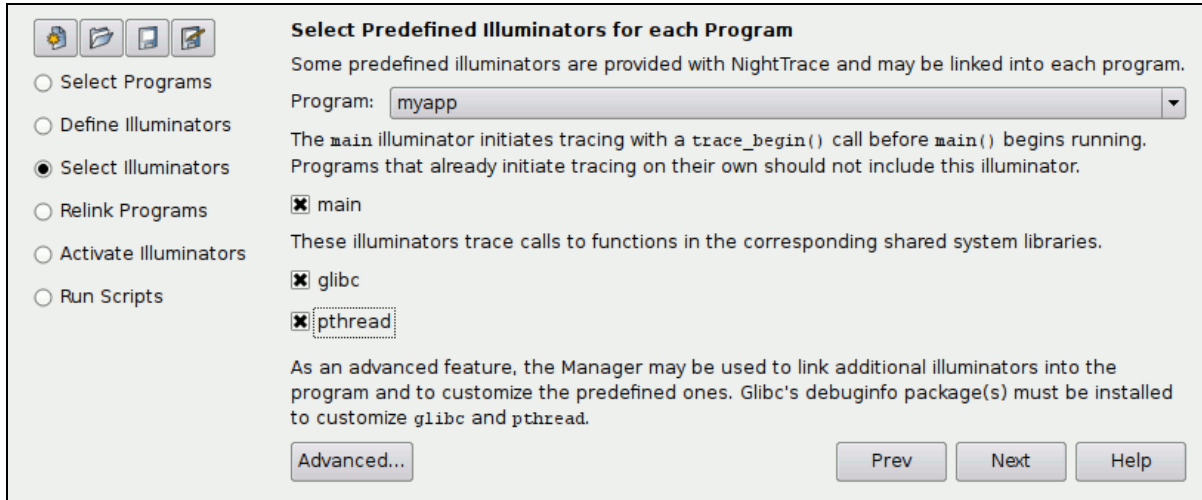 Select Predefined Illuminators for each Program
Some predefined illuminators are provided with NightTrace and may be linked into each program.
Select Programs
Program: myapp
Define Illuminators
The main illuminator initiates tracing with a trace_begin() call before main() begins running.
Select Illuminators
Programs that already initiate tracing on their own should not include this illuminator.
Relink Programs
main
Activate Illuminators
These illuminators trace calls to functions in the corresponding shared system libraries.
Run Scripts
glibc
pthread
As an advanced feature, the Manager may be used to link additional illuminators into the
program and to customize the predefined ones. Glibc's debuginfo package(s) must be installed
to customize glibc and pthread.
Advanced... Prev Next Help